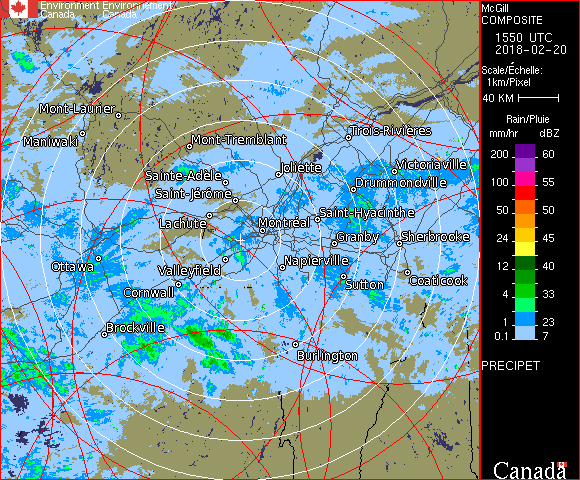 Environment Environnement
Canada Canada
Mont-Laurier
Maniwaki
Mont-Tremblant
Trois-Rivières
Sainte-Adèle
Joliette
Victoriaville
Saint-Jérôme
Drummondville
Lachute
Montréal
Saint-Hyacinthe
Granby
Sherbrooke
Ottawa
Valleyfield
Napierville
Sutton
Coaticook
Cornwall
Brockville
Burlington
McGill
COMPOSITE
1550 UTC
2018-02-20
Scale/Échelle:
1km/Pixel
40 KM
Rain/Pluie
mm/hr dBZ
200 60
100 55
50 50
24 45
12 40
4 33
1 23
0.1 7
PRECIPET
Canada